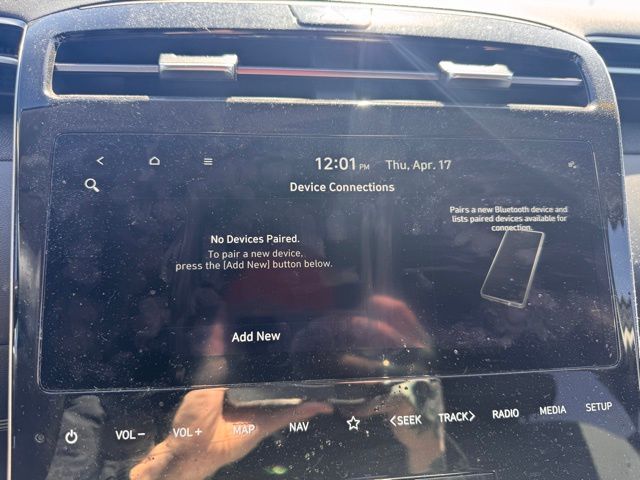 12:01 PM Thu, Apr. 17
Device Connections
Pairs a new Bluetooth device and
lists paired devices available for
connection.
No Devices Paired.
To pair a new device,
press the [Add New] button below.
Add New
VOL− VOL+ MAP NAV <SEEK TRACK> RADIO MEDIA SETUP